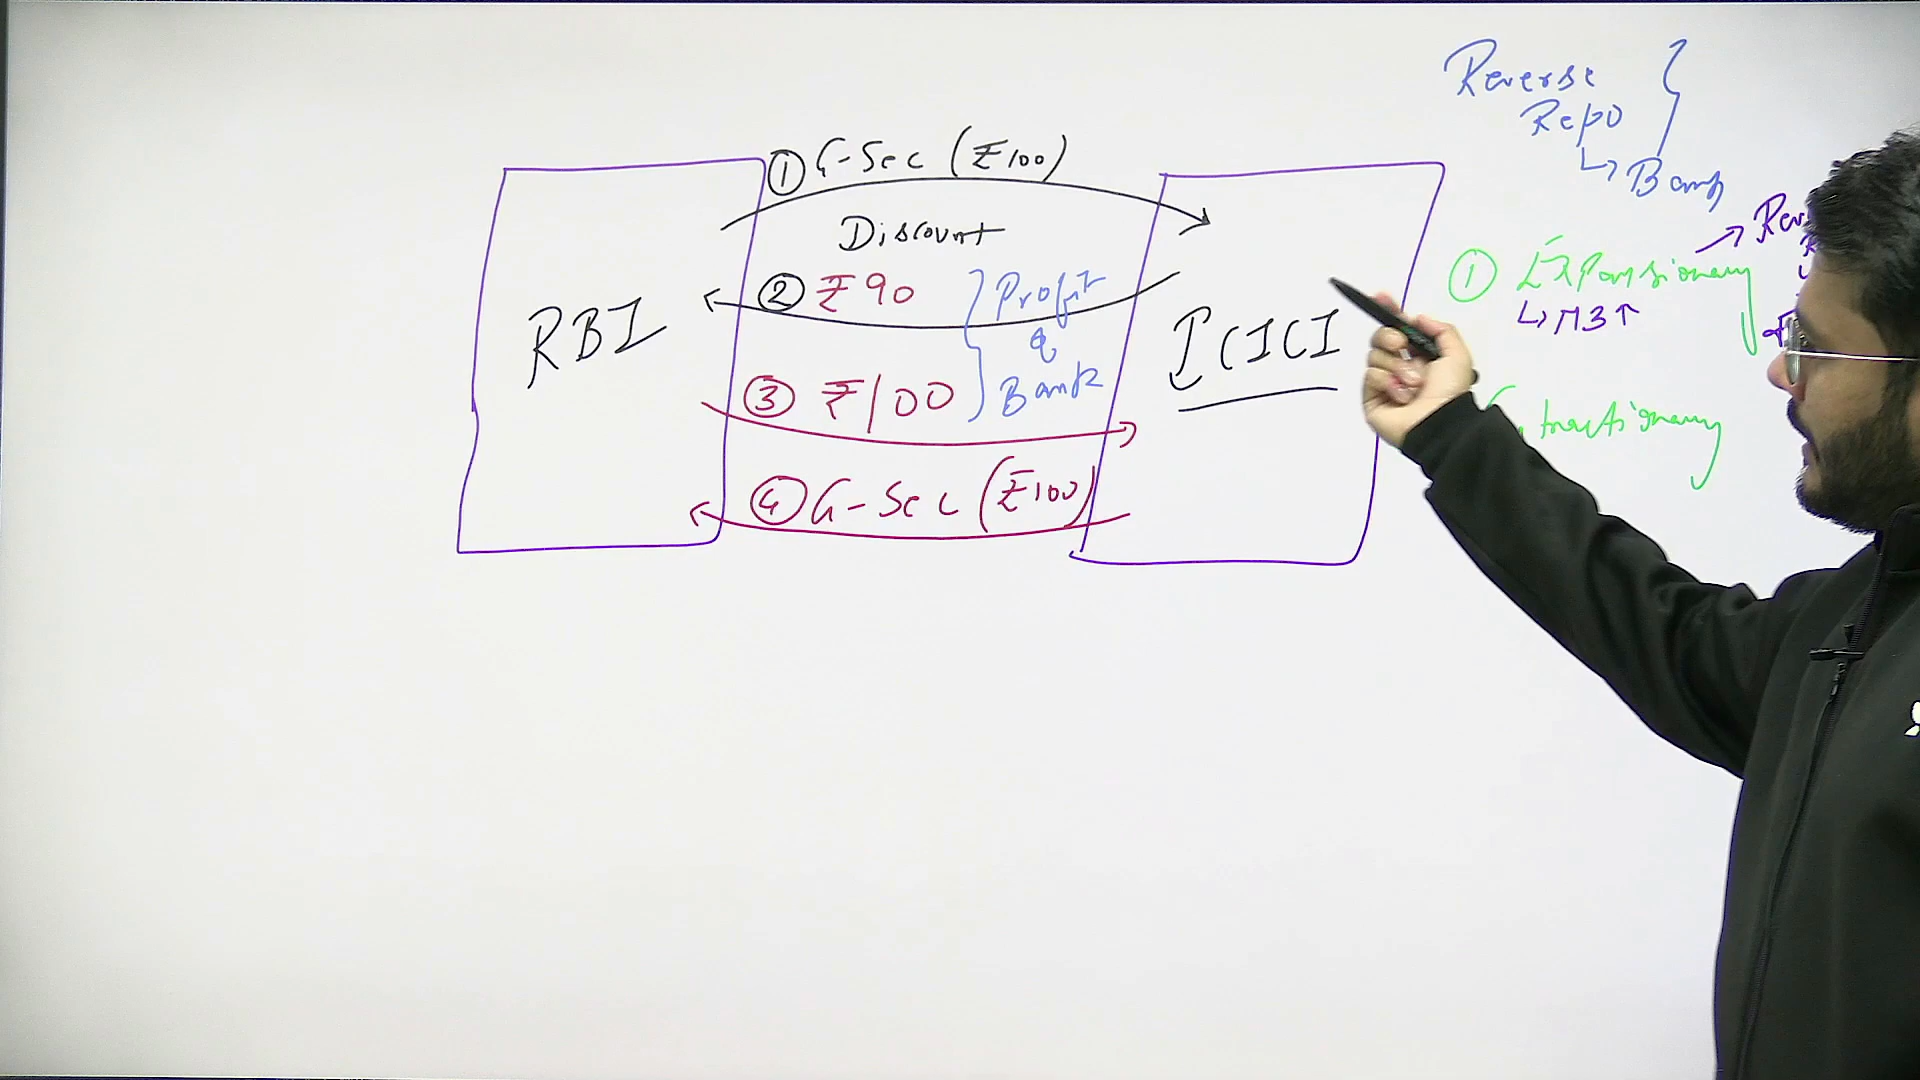 Reverse
Repo
↳ Bank
① G-Sec (₹100)
Discount
② ₹90
Profit
Bank
③ ₹100
④ G-Sec (₹100)
RBI
ICICI
① Expansionary
↳ M3↑